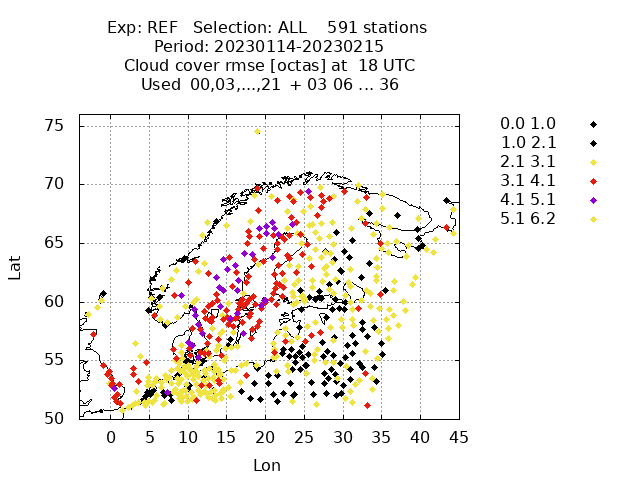 Exp: REF   Selection: ALL    591 stations
Period: 20230114-20230215
Cloud cover rmse [octas] at  18 UTC
Used  00,03,...,21  + 03 06 ... 36
75
70
65
60
55
50
Lat
0 5 10 15 20 25 30 35 40 45
Lon
0.0 1.0
1.0 2.1
2.1 3.1
3.1 4.1
4.1 5.1
5.1 6.2